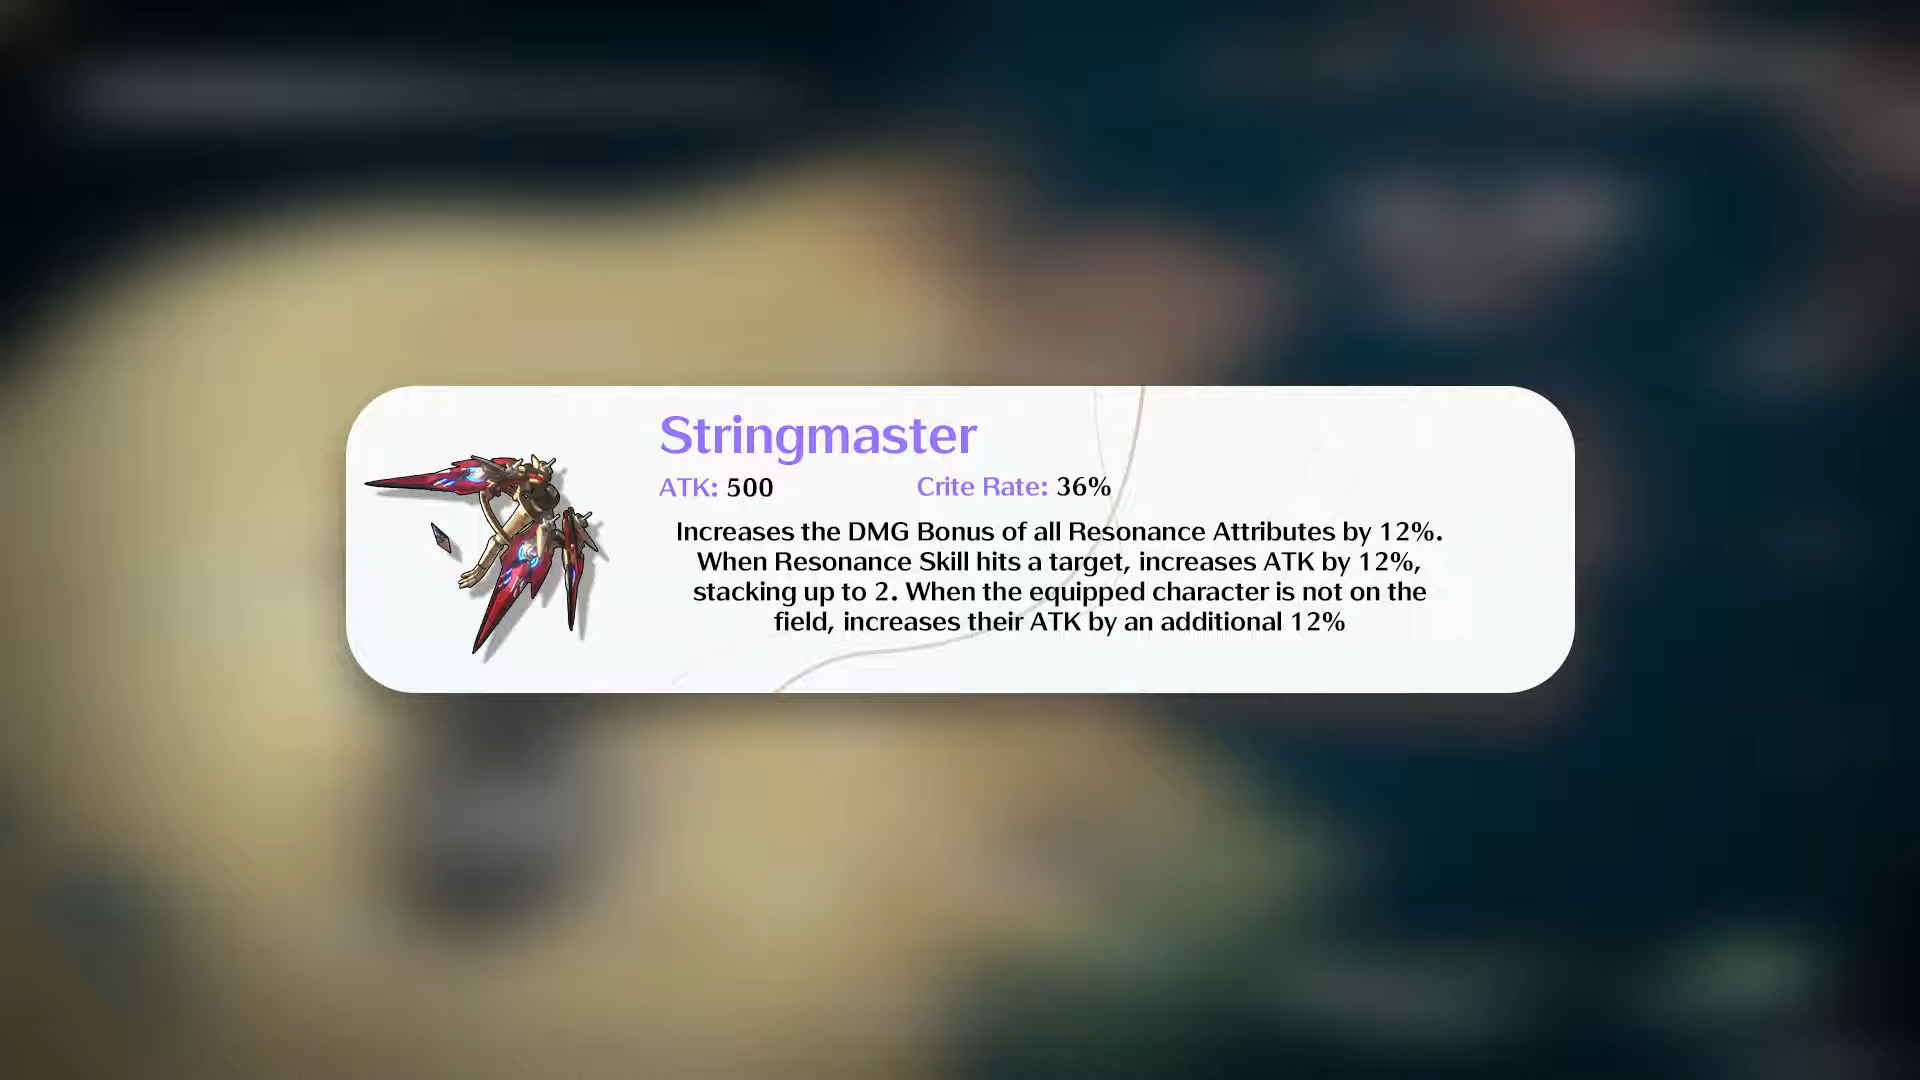 Stringmaster
ATK: 500 Crite Rate: 36%
Increases the DMG Bonus of all Resonance Attributes by 12%.
When Resonance Skill hits a target, increases ATK by 12%,
stacking up to 2. When the equipped character is not on the
field, increases their ATK by an additional 12%